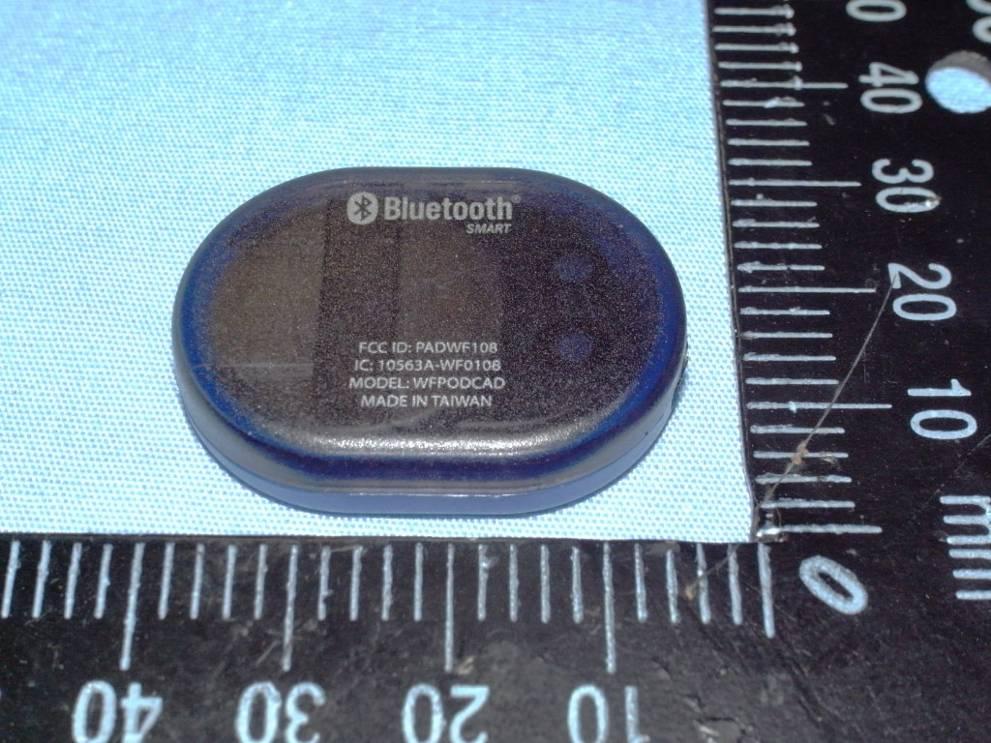 Bluetooth®
SMART
FCC ID: PADWF108
IC: 10563A-WF0108
MODEL: WFPODCAD
MADE IN TAIWAN
40
30
20
10
0
mm
40
30
20
10